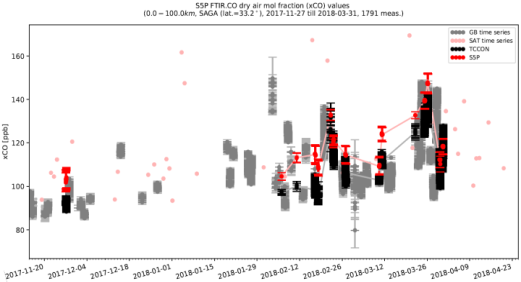 S5P FTIR.CO dry air mol fraction (xCO) values
(0.0 − 100.0km, SAGA (lat.=33.2°), 2017-11-27 till 2018-03-31, 1791 meas.)
GB time series
SAT time series
TCCON
S5P
xCO [ppb]
160
140
120
100
80
2017-11-20
2017-12-04
2017-12-18
2018-01-01
2018-01-15
2018-01-29
2018-02-12
2018-02-26
2018-03-12
2018-03-26
2018-04-09
2018-04-23